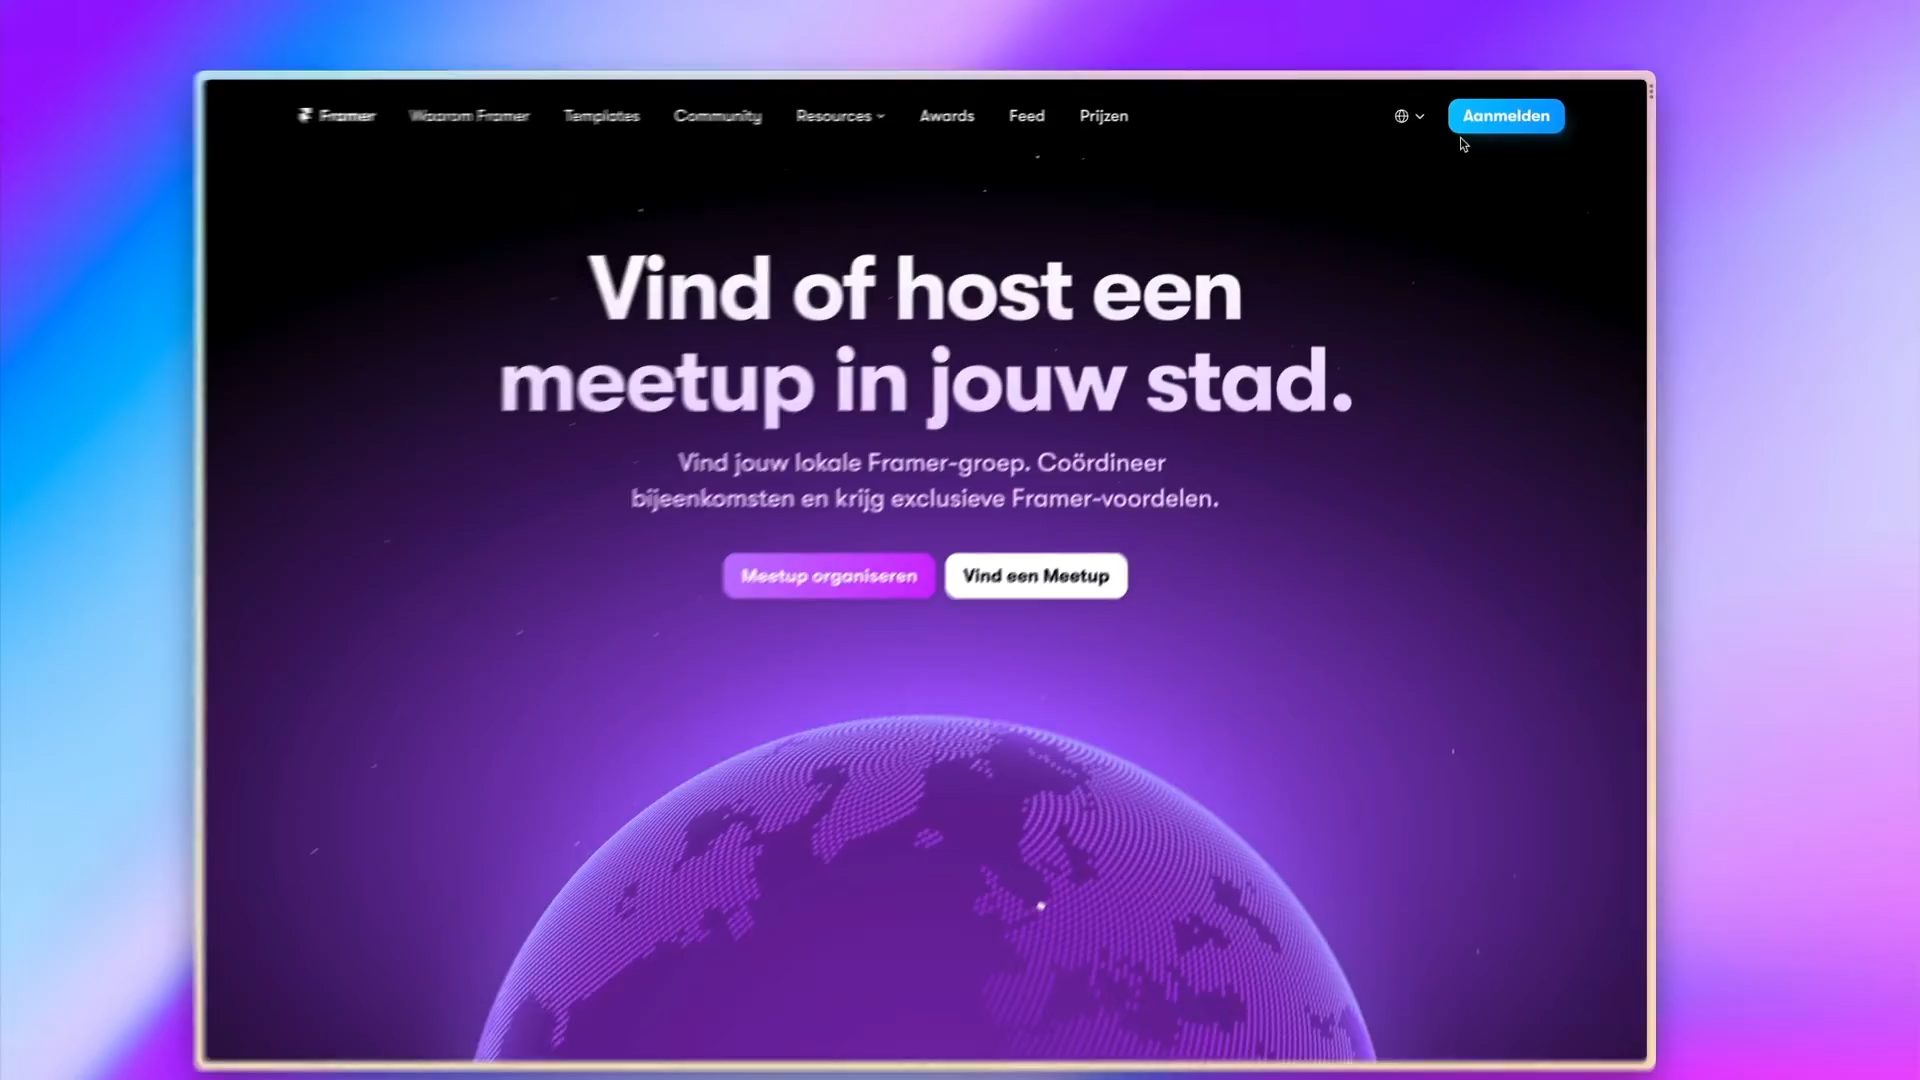 Framer Waarom Framer Templates Community Resources Awards Feed Prijzen Aanmelden
Vind of host een
meetup in jouw stad.
Vind jouw lokale Framer-groep. Coördineer
bijeenkomsten en krijg exclusieve Framer-voordelen.
Meetup organiseren Vind een Meetup